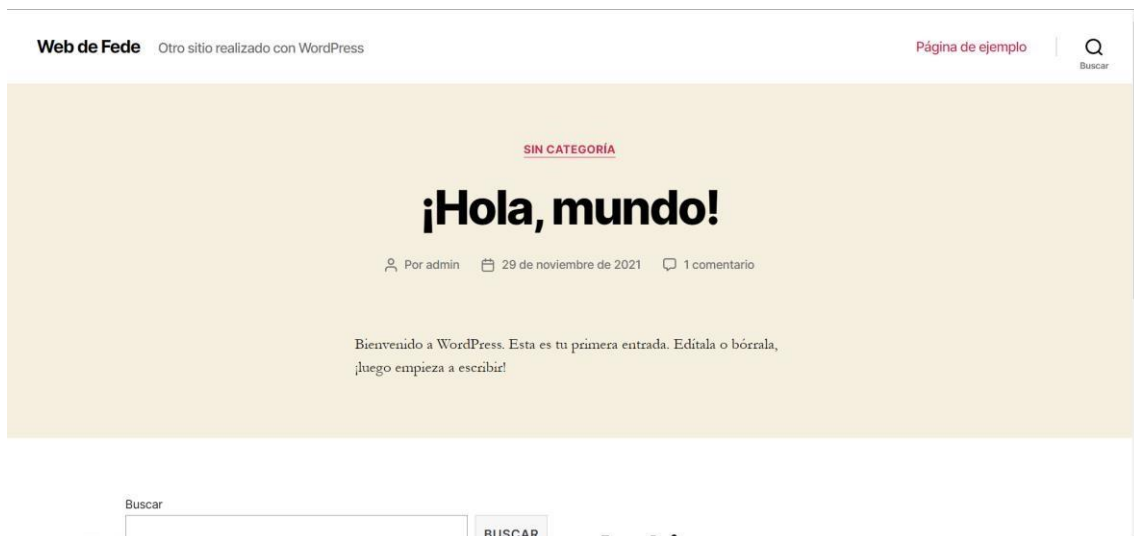 Web de Fede Otro sitio realizado con WordPress Página de ejemplo
Buscar
SIN CATEGORÍA
¡Hola, mundo!
Por admin 29 de noviembre de 2021 1 comentario
Bienvenido a WordPress. Esta es tu primera entrada. Edítala o bórrala,
¡luego empieza a escribir!
Buscar
BUSCAR